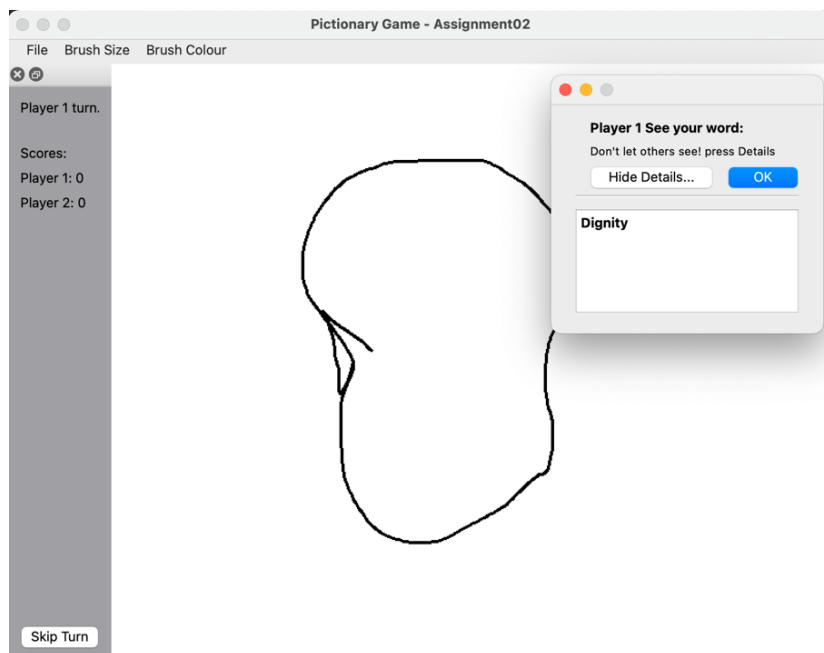 Pictionary Game - Assignment02
File Brush Size Brush Colour
Player 1 turn.
Scores:
Player 1: 0
Player 2: 0
Skip Turn
Player 1 See your word:
Don't let others see! press Details
Hide Details... OK
Dignity